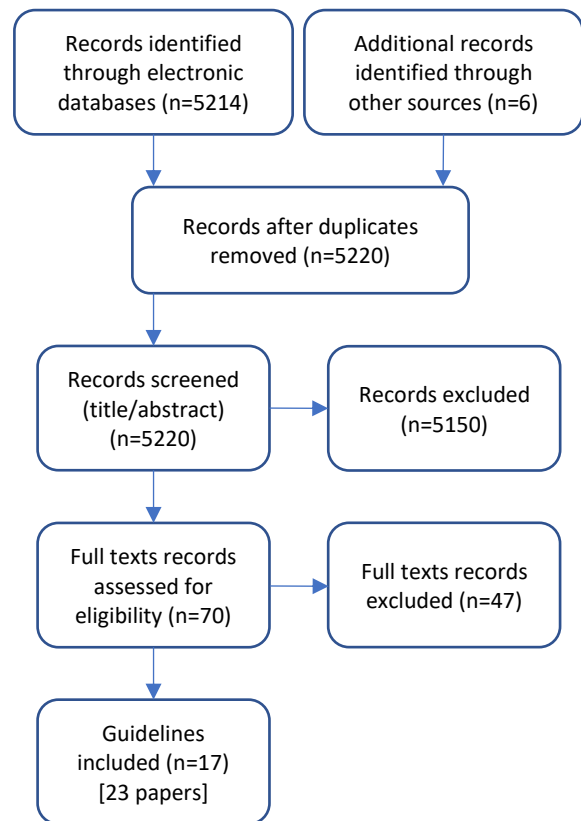 Records identified
through electronic
databases (n=5214)
Additional records
identified through
other sources (n=6)
Records after duplicates
removed (n=5220)
Records screened
(title/abstract)
(n=5220)
Records excluded
(n=5150)
Full texts records
assessed for
eligibility (n=70)
Full texts records
excluded (n=47)
Guidelines
included (n=17)
[23 papers]